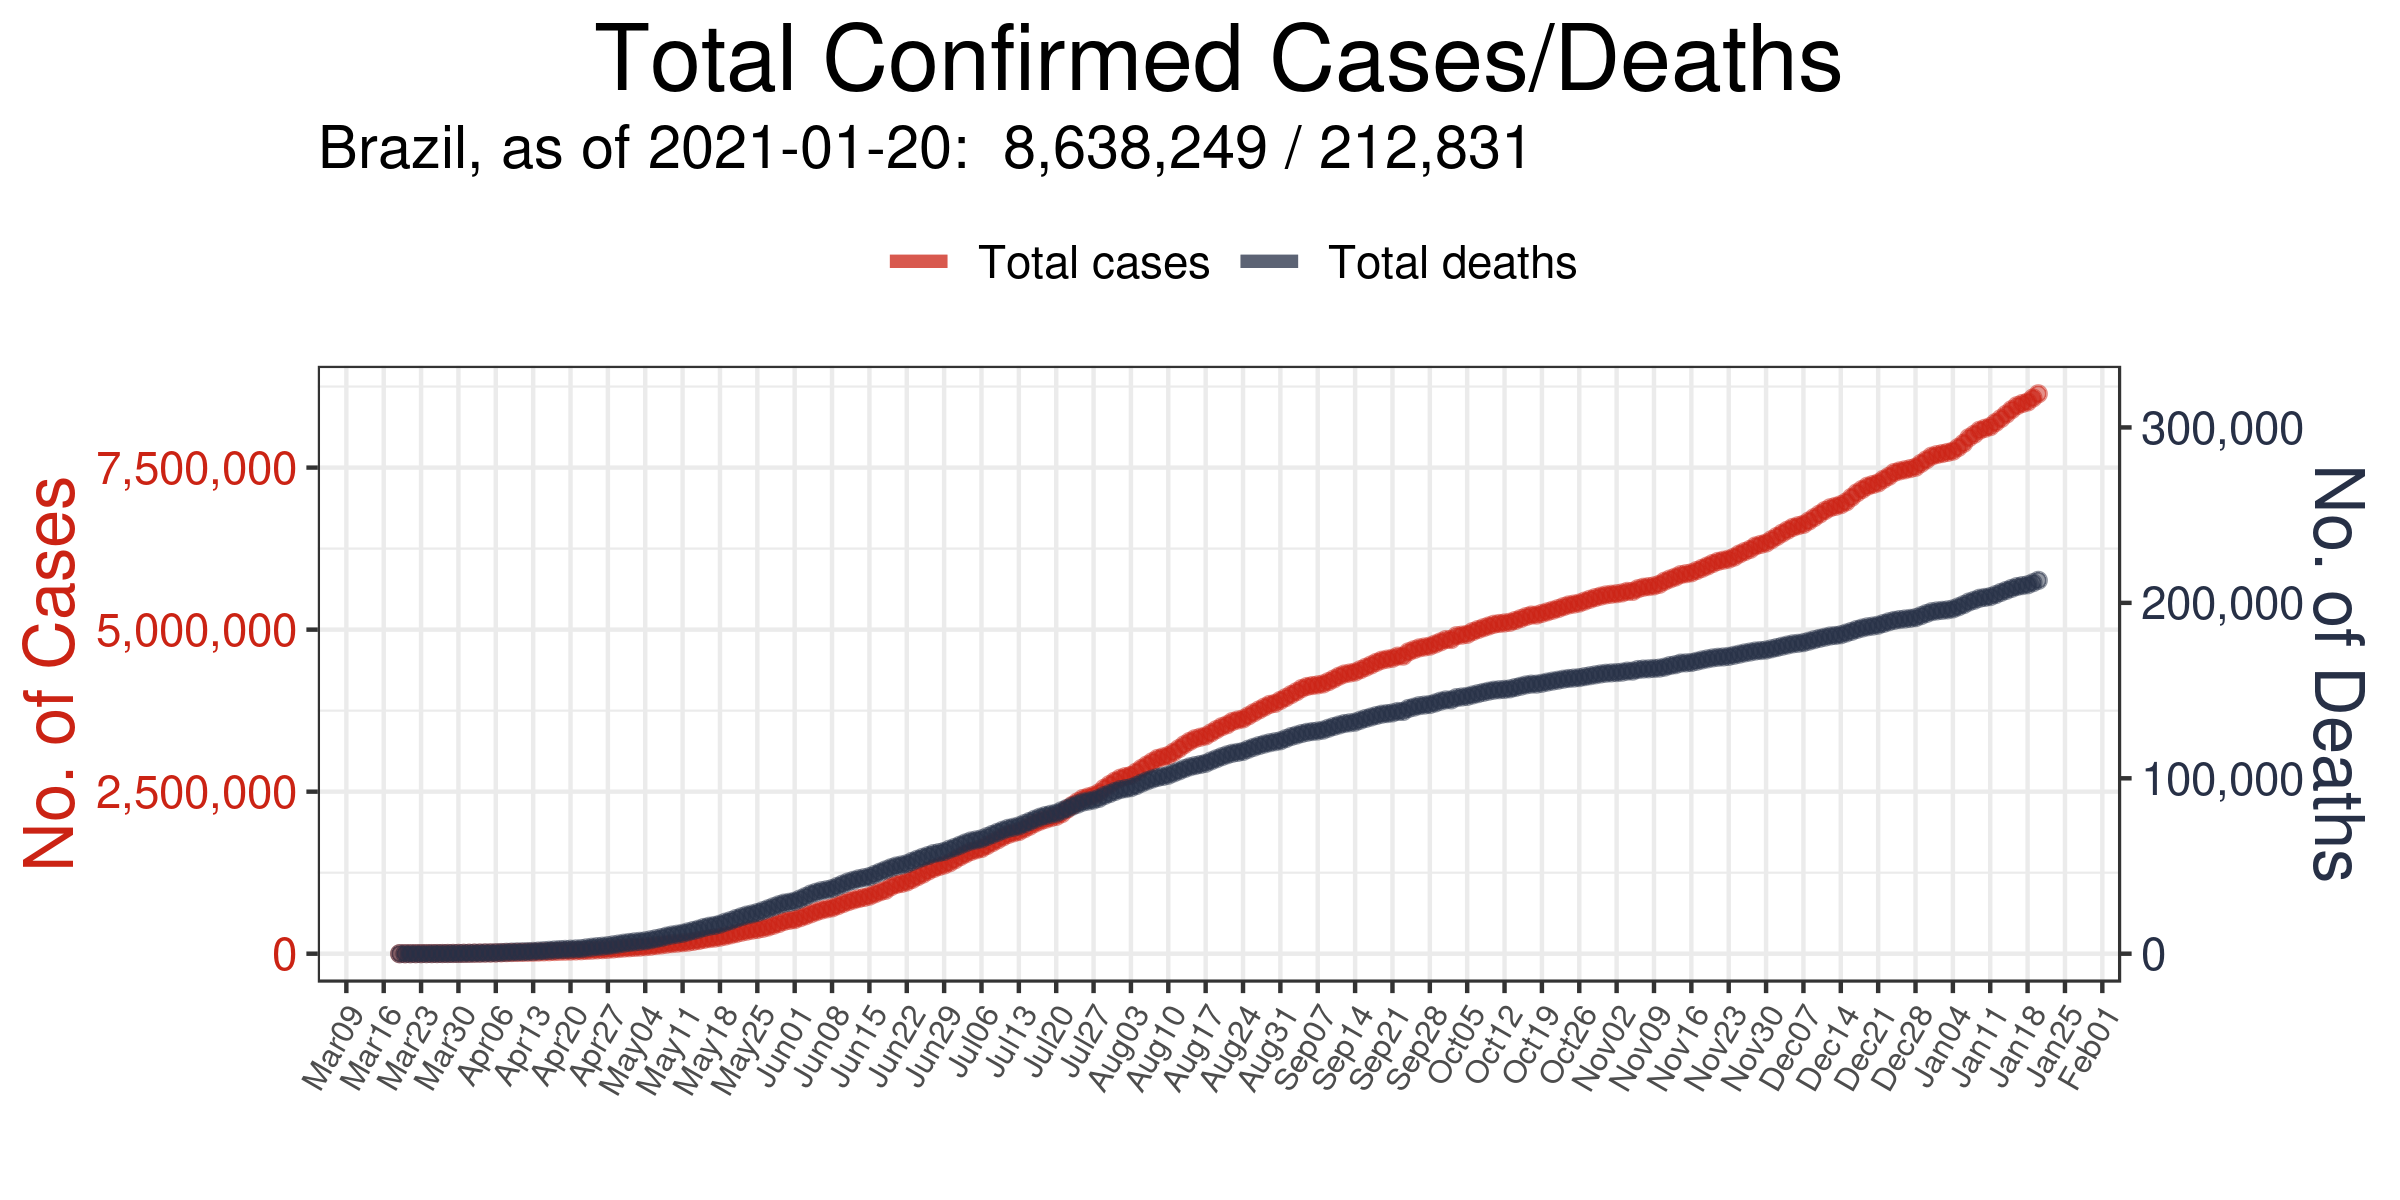 Total Confirmed Cases/Deaths
Brazil, as of 2021-01-20:  8,638,249 / 212,831
Total cases
Total deaths
No. of Cases
7,500,000
5,000,000
2,500,000
0
300,000
200,000
100,000
0
No. of Deaths
Mar09
Mar16
Mar23
Mar30
Apr06
Apr13
Apr20
Apr27
May04
May11
May18
May25
Jun01
Jun08
Jun15
Jun22
Jun29
Jul06
Jul13
Jul20
Jul27
Aug03
Aug10
Aug17
Aug24
Aug31
Sep07
Sep14
Sep21
Sep28
Oct05
Oct12
Oct19
Oct26
Nov02
Nov09
Nov16
Nov23
Nov30
Dec07
Dec14
Dec21
Dec28
Jan04
Jan11
Jan18
Jan25
Feb01